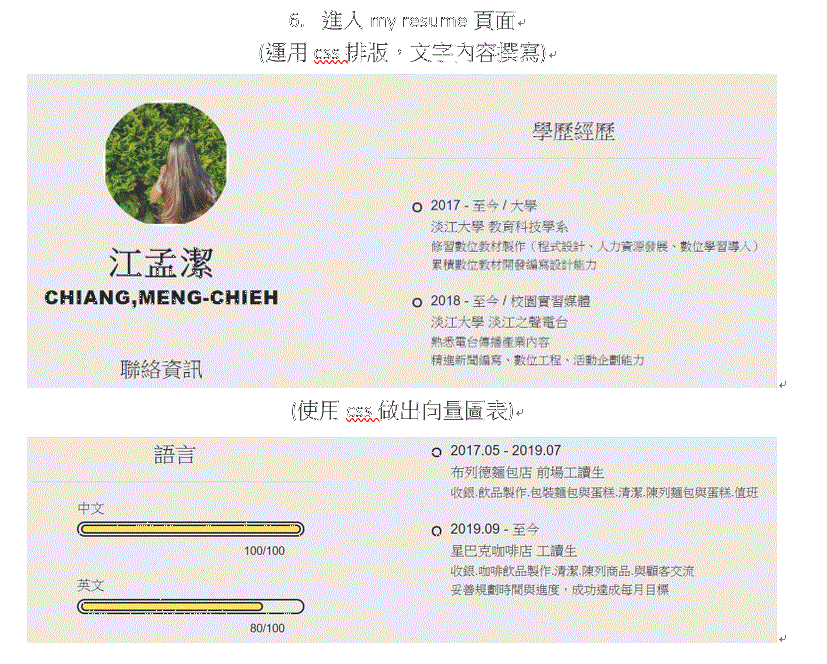 6. 進入 my resume 頁面
(運用 css 排版，文字內容撰寫)
江孟潔
CHIANG,MENG-CHIEH
聯絡資訊
學歷經歷
2017 - 至今 / 大學
淡江大學 教育科技學系
修習數位教材製作（程式設計、人力資源發展、數位學習導入）
累積數位教材開發編寫設計能力
2018 - 至今 / 校園實習媒體
淡江大學 淡江之聲電台
熟悉電台傳播產業內容
精進新聞編寫、數位工程、活動企劃能力
(使用 css 做出向量圖表)
語言
中文
100/100
英文
80/100
2017.05 - 2019.07
布列德麵包店 前場工讀生
收銀.飲品製作.包裝麵包與蛋糕.清潔.陳列麵包與蛋糕.值班
2019.09 - 至今
星巴克咖啡店 工讀生
收銀.咖啡飲品製作.清潔.陳列商品.與顧客交流
妥善規劃時間與進度，成功達成每月目標